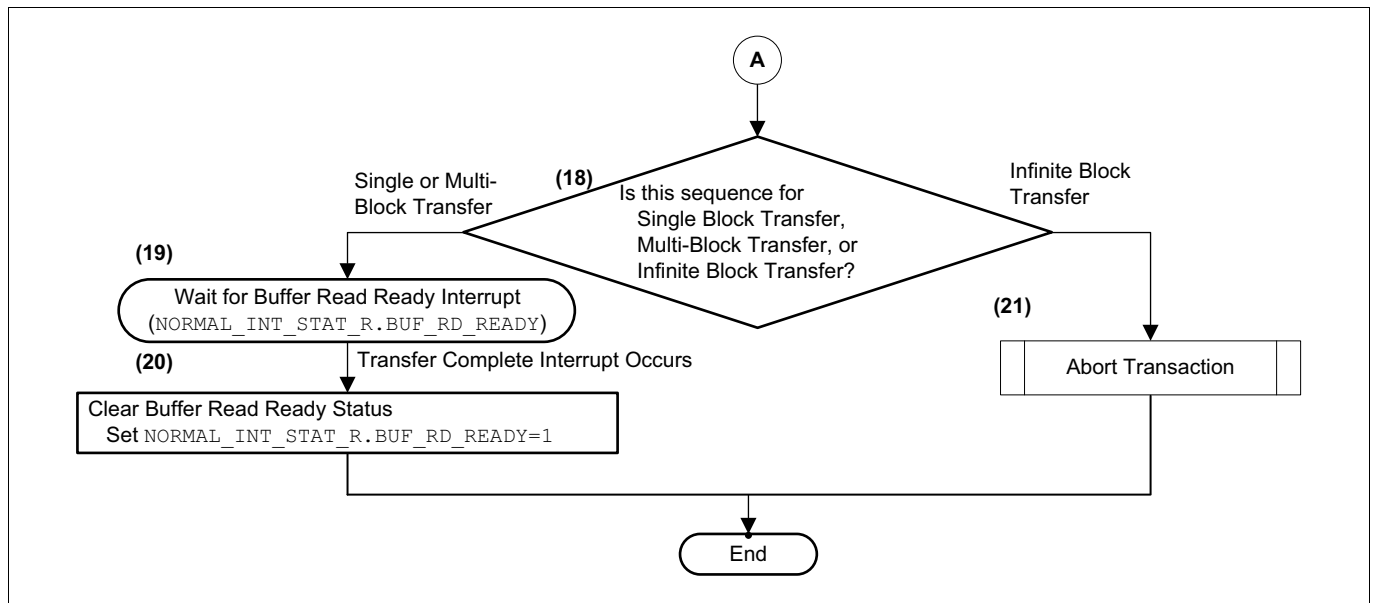 A
(18)
Single or Multi-
Block Transfer
Is this sequence for
Single Block Transfer,
Multi-Block Transfer, or
Infinite Block Transfer?
Infinite Block
Transfer
(19)
Wait for Buffer Read Ready Interrupt
(NORMAL_INT_STAT_R.BUF_RD_READY)
(20)
Transfer Complete Interrupt Occurs
Clear Buffer Read Ready Status
Set NORMAL_INT_STAT_R.BUF_RD_READY=1
(21)
Abort Transaction
End